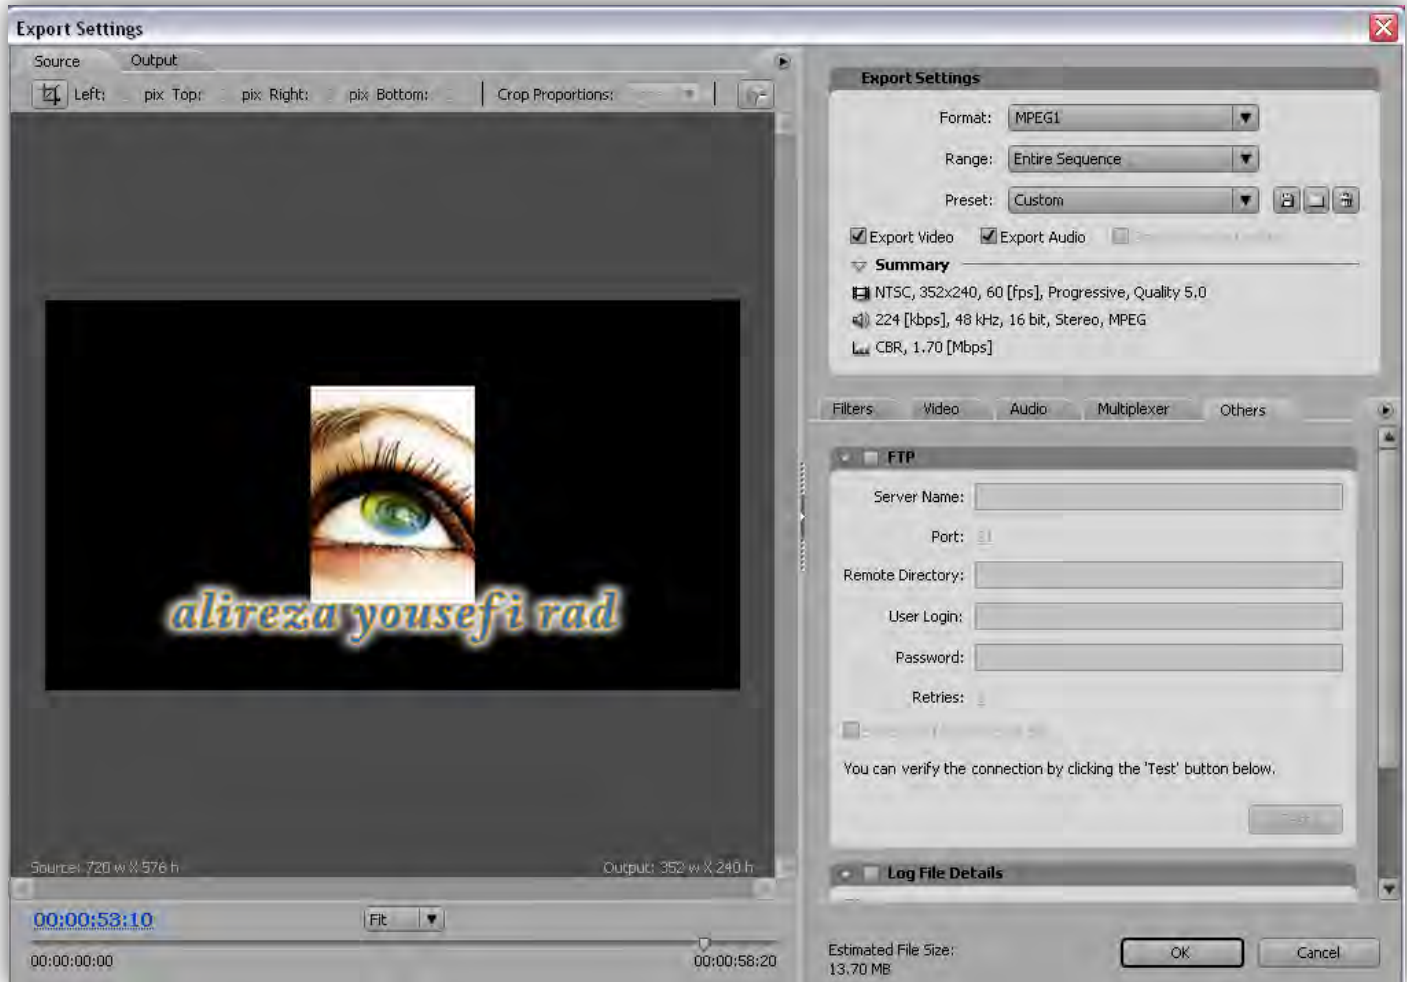 Export Settings
Source Output
Left: pix Top: pix Right: pix Bottom: Crop Proportions:
alireza yousefi rad
Source: 720 w X 576 h Output: 352 w X 240 h
00:00:53:10 Fit
00:00:00:00 00:00:58:20
Export Settings
Format: MPEG1
Range: Entire Sequence
Preset: Custom
Export Video Export Audio
Summary
NTSC, 352x240, 60 [fps], Progressive, Quality 5.0
224 [kbps], 48 kHz, 16 bit, Stereo, MPEG
CBR, 1.70 [Mbps]
Filters Video Audio Multiplexer Others
FTP
Server Name:
Port:
Remote Directory:
User Login:
Password:
Retries:
You can verify the connection by clicking the 'Test' button below.
Log File Details
Estimated File Size:
13.70 MB
OK Cancel